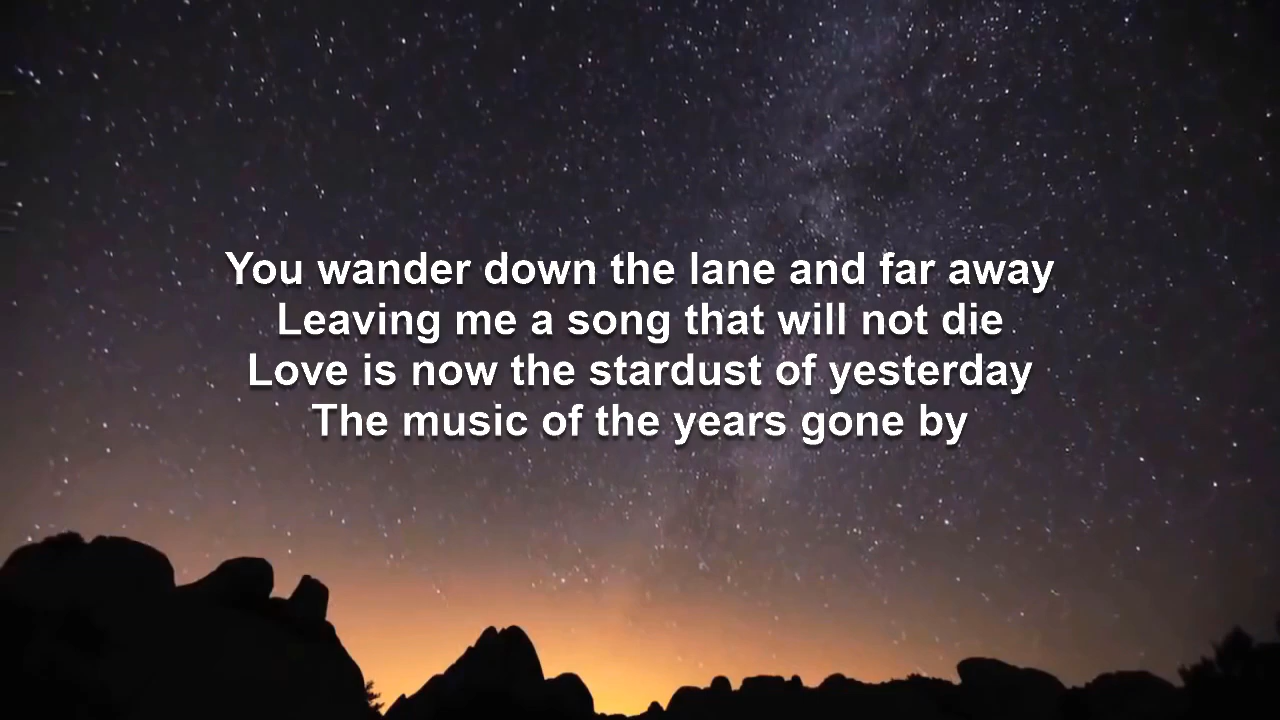 You wander down the lane and far away
Leaving me a song that will not die
Love is now the stardust of yesterday
The music of the years gone by